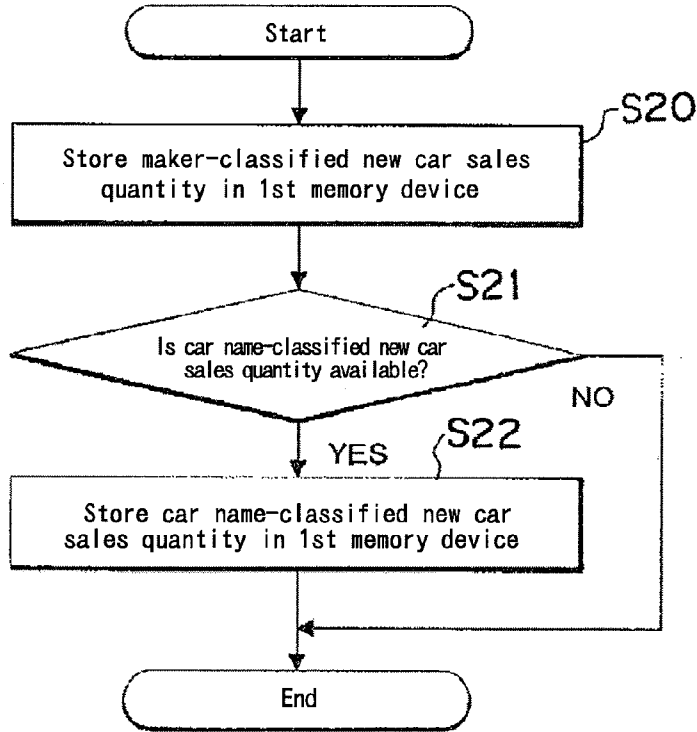 Start
S20
Store maker-classified new car sales
quantity in 1st memory device
S21
Is car name-classified new car
sales quantity available?
NO
YES
S22
Store car name-classified new car
sales quantity in 1st memory device
End